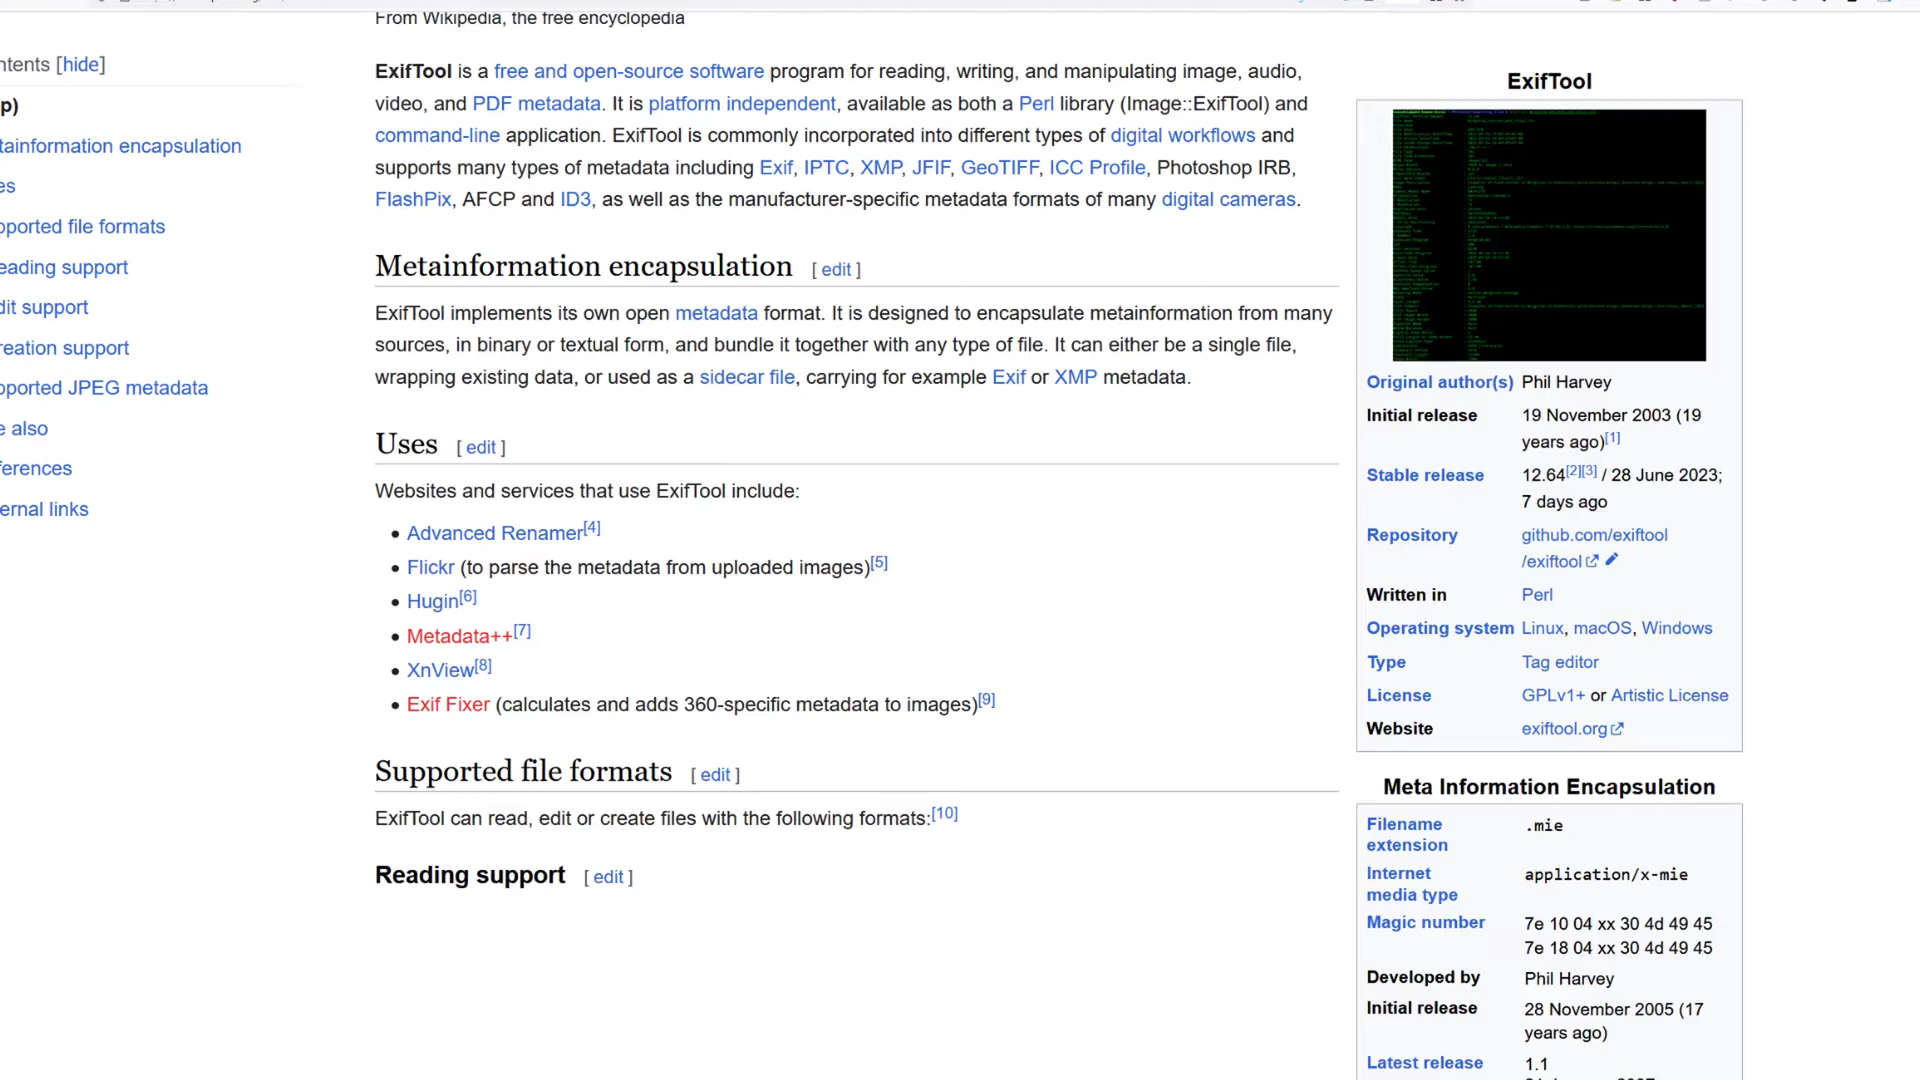 From Wikipedia, the free encyclopedia
ntents [hide]
p)
tainformation encapsulation
es
pported file formats
eading support
dit support
reation support
pported JPEG metadata
e also
ferences
ernal links
ExifTool is a free and open-source software program for reading, writing, and manipulating image, audio,
video, and PDF metadata. It is platform independent, available as both a Perl library (Image::ExifTool) and
command-line application. ExifTool is commonly incorporated into different types of digital workflows and
supports many types of metadata including Exif, IPTC, XMP, JFIF, GeoTIFF, ICC Profile, Photoshop IRB,
FlashPix, AFCP and ID3, as well as the manufacturer-specific metadata formats of many digital cameras.
Metainformation encapsulation [ edit ]
ExifTool implements its own open metadata format. It is designed to encapsulate metainformation from many
sources, in binary or textual form, and bundle it together with any type of file. It can either be a single file,
wrapping existing data, or used as a sidecar file, carrying for example Exif or XMP metadata.
Uses [ edit ]
Websites and services that use ExifTool include:
• Advanced Renamer[4]
• Flickr (to parse the metadata from uploaded images)[5]
• Hugin[6]
• Metadata++[7]
• XnView[8]
• Exif Fixer (calculates and adds 360-specific metadata to images)[9]
Supported file formats [ edit ]
ExifTool can read, edit or create files with the following formats:[10]
Reading support [ edit ]
ExifTool
Original author(s) Phil Harvey
Initial release 19 November 2003 (19
years ago)[1]
Stable release 12.64[2][3] / 28 June 2023;
7 days ago
Repository github.com/exiftool
/exiftool
Written in Perl
Operating system Linux, macOS, Windows
Type Tag editor
License GPLv1+ or Artistic License
Website exiftool.org
Meta Information Encapsulation
Filename .mie
extension
Internet application/x-mie
media type
Magic number 7e 10 04 xx 30 4d 49 45
7e 18 04 xx 30 4d 49 45
Developed by Phil Harvey
Initial release 28 November 2005 (17
years ago)
Latest release 1.1